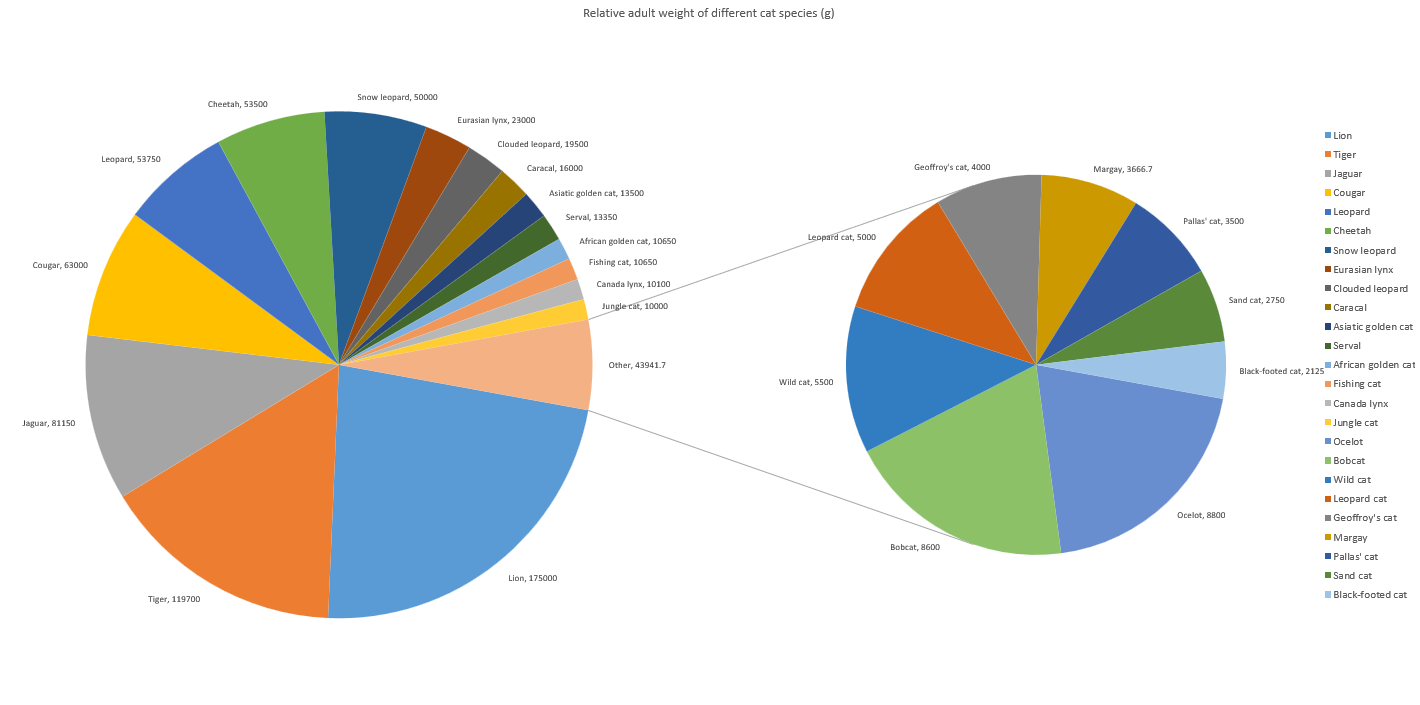 Relative adult weight of different cat species (g)
Snow leopard, 50000
Cheetah, 53500
Eurasian lynx, 23000
Clouded leopard, 19500
Leopard, 53750
Caracal, 16000
Asiatic golden cat, 13500
Serval, 13350
African golden cat, 10650
Cougar, 63000
Fishing cat, 10650
Canada lynx, 10100
Jungle cat, 10000
Other, 43941.7
Jaguar, 81150
Lion, 175000
Tiger, 119700
Geoffroy's cat, 4000
Margay, 3666.7
Pallas' cat, 3500
Leopard cat, 5000
Sand cat, 2750
Black-footed cat, 2125
Wild cat, 5500
Ocelot, 8800
Bobcat, 8600
Lion
Tiger
Jaguar
Cougar
Leopard
Cheetah
Snow leopard
Eurasian lynx
Clouded leopard
Caracal
Asiatic golden cat
Serval
African golden cat
Fishing cat
Canada lynx
Jungle cat
Ocelot
Bobcat
Wild cat
Leopard cat
Geoffroy's cat
Margay
Pallas' cat
Sand cat
Black-footed cat